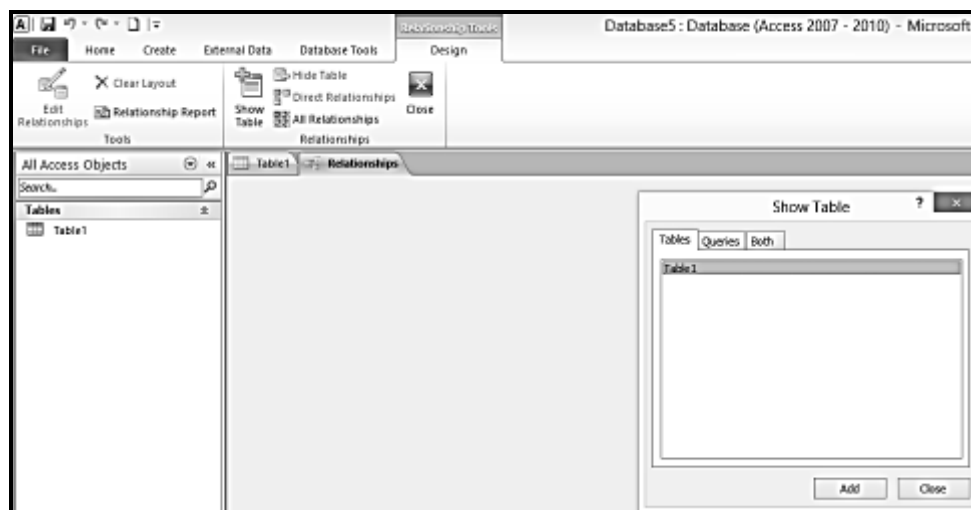 Relationship Tools
Database5 : Database (Access 2007 - 2010) - Microsoft
File Home Create External Data Database Tools Design
Edit Relationships
Clear Layout
Relationship Report
Tools
Show Table
Hide Table
Direct Relationships
All Relationships
Close
Relationships
All Access Objects
Search..
Tables
Table1
Table1 Relationships
Show Table ?
Tables Queries Both
Table1
Add Close